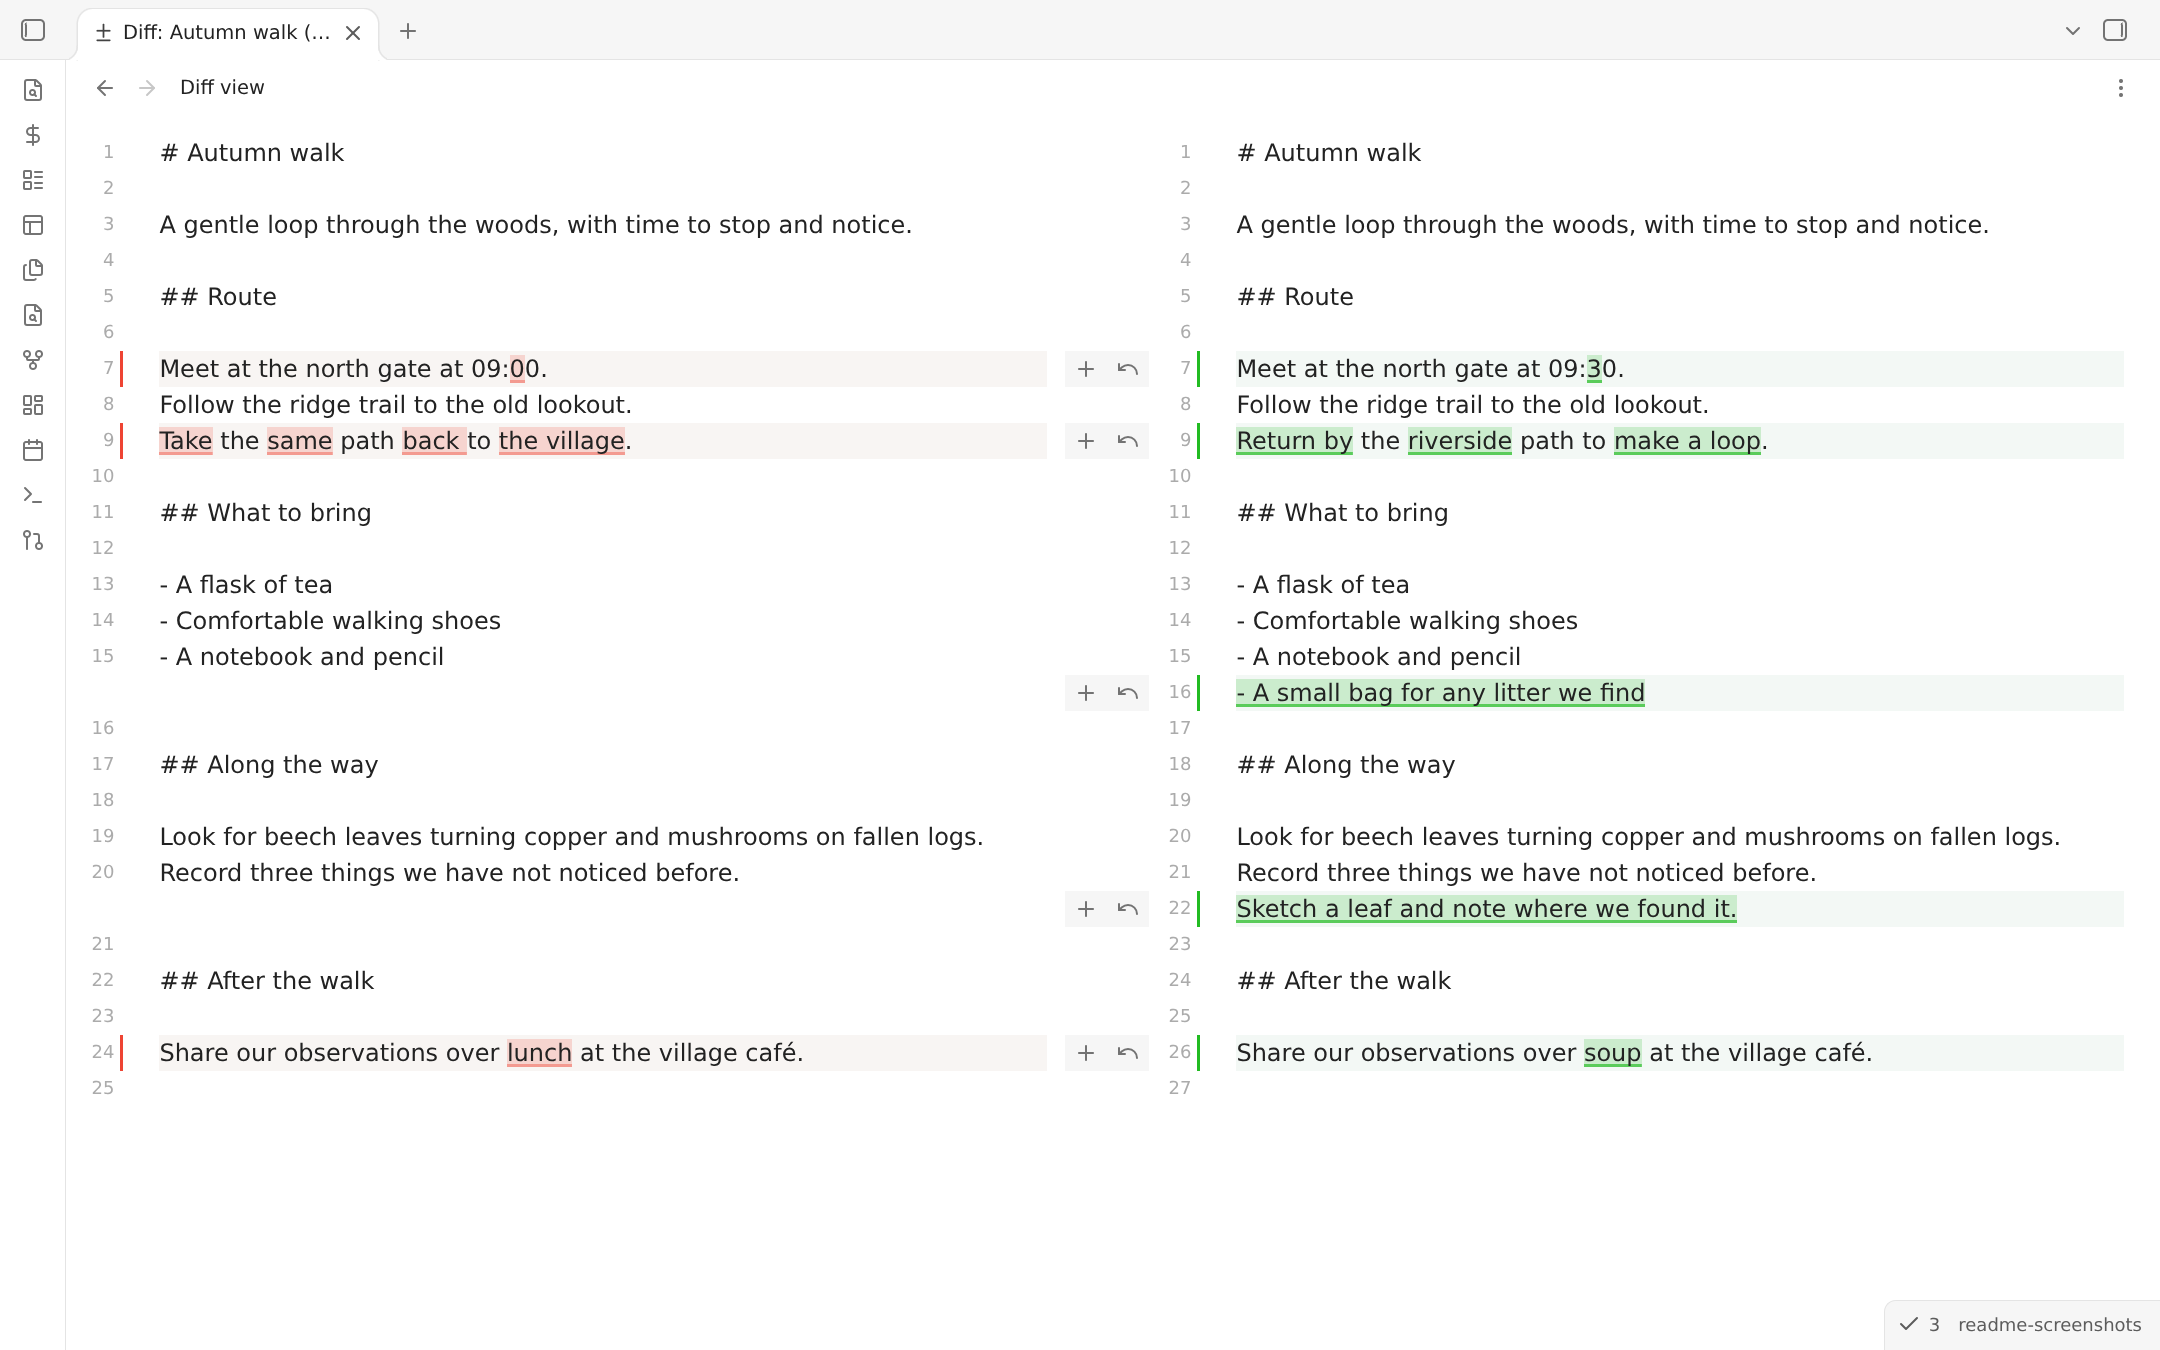 Diff: Autumn walk (...
Diff view
1 # Autumn walk
2
3 A gentle loop through the woods, with time to stop and notice.
4
5 ## Route
6
7 Meet at the north gate at 09:00.
8 Follow the ridge trail to the old lookout.
9 Take the same path back to the village.
10
11 ## What to bring
12
13 - A flask of tea
14 - Comfortable walking shoes
15 - A notebook and pencil
16
17 ## Along the way
18
19 Look for beech leaves turning copper and mushrooms on fallen logs.
20 Record three things we have not noticed before.
21
22 ## After the walk
23
24 Share our observations over lunch at the village café.
25
1 # Autumn walk
2
3 A gentle loop through the woods, with time to stop and notice.
4
5 ## Route
6
7 Meet at the north gate at 09:30.
8 Follow the ridge trail to the old lookout.
9 Return by the riverside path to make a loop.
10
11 ## What to bring
12
13 - A flask of tea
14 - Comfortable walking shoes
15 - A notebook and pencil
16 - A small bag for any litter we find
17
18 ## Along the way
19
20 Look for beech leaves turning copper and mushrooms on fallen logs.
21 Record three things we have not noticed before.
22 Sketch a leaf and note where we found it.
23
24 ## After the walk
25
26 Share our observations over soup at the village café.
27
3 readme-screenshots